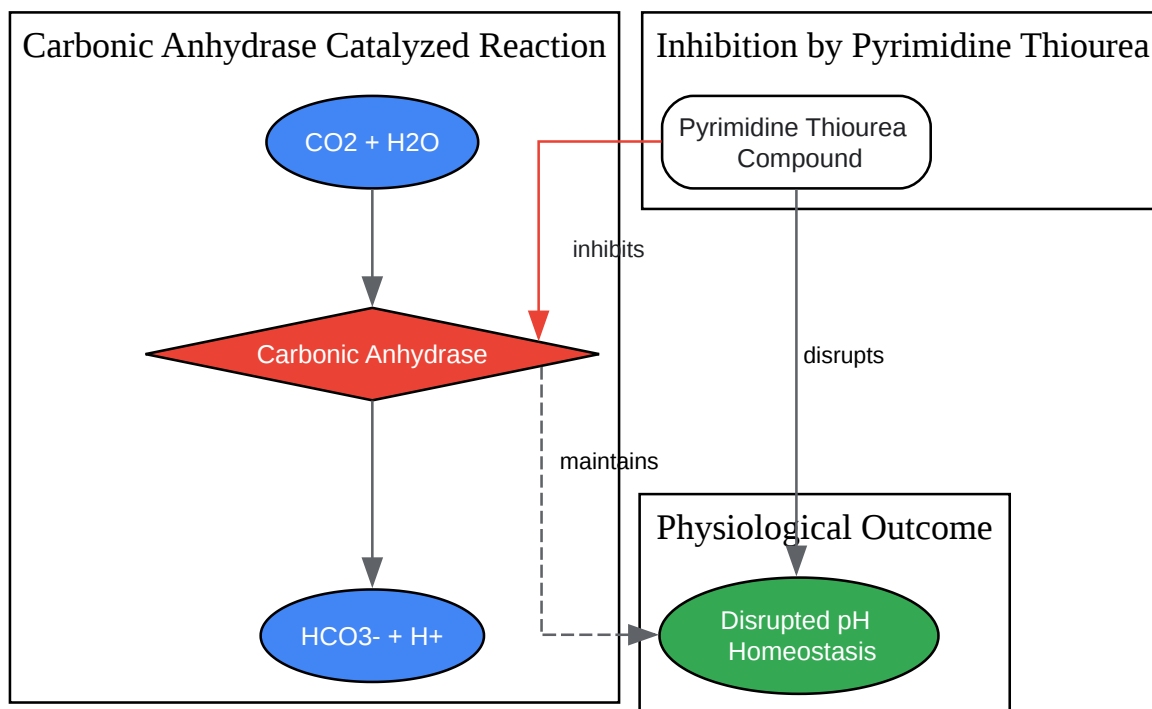 Carbonic Anhydrase Catalyzed Reaction
Inhibition by Pyrimidine Thiourea
CO2 + H2O
Pyrimidine Thiourea
Compound
inhibits
Carbonic Anhydrase
disrupts
maintains
Physiological Outcome
HCO3- + H+
Disrupted pH
Homeostasis